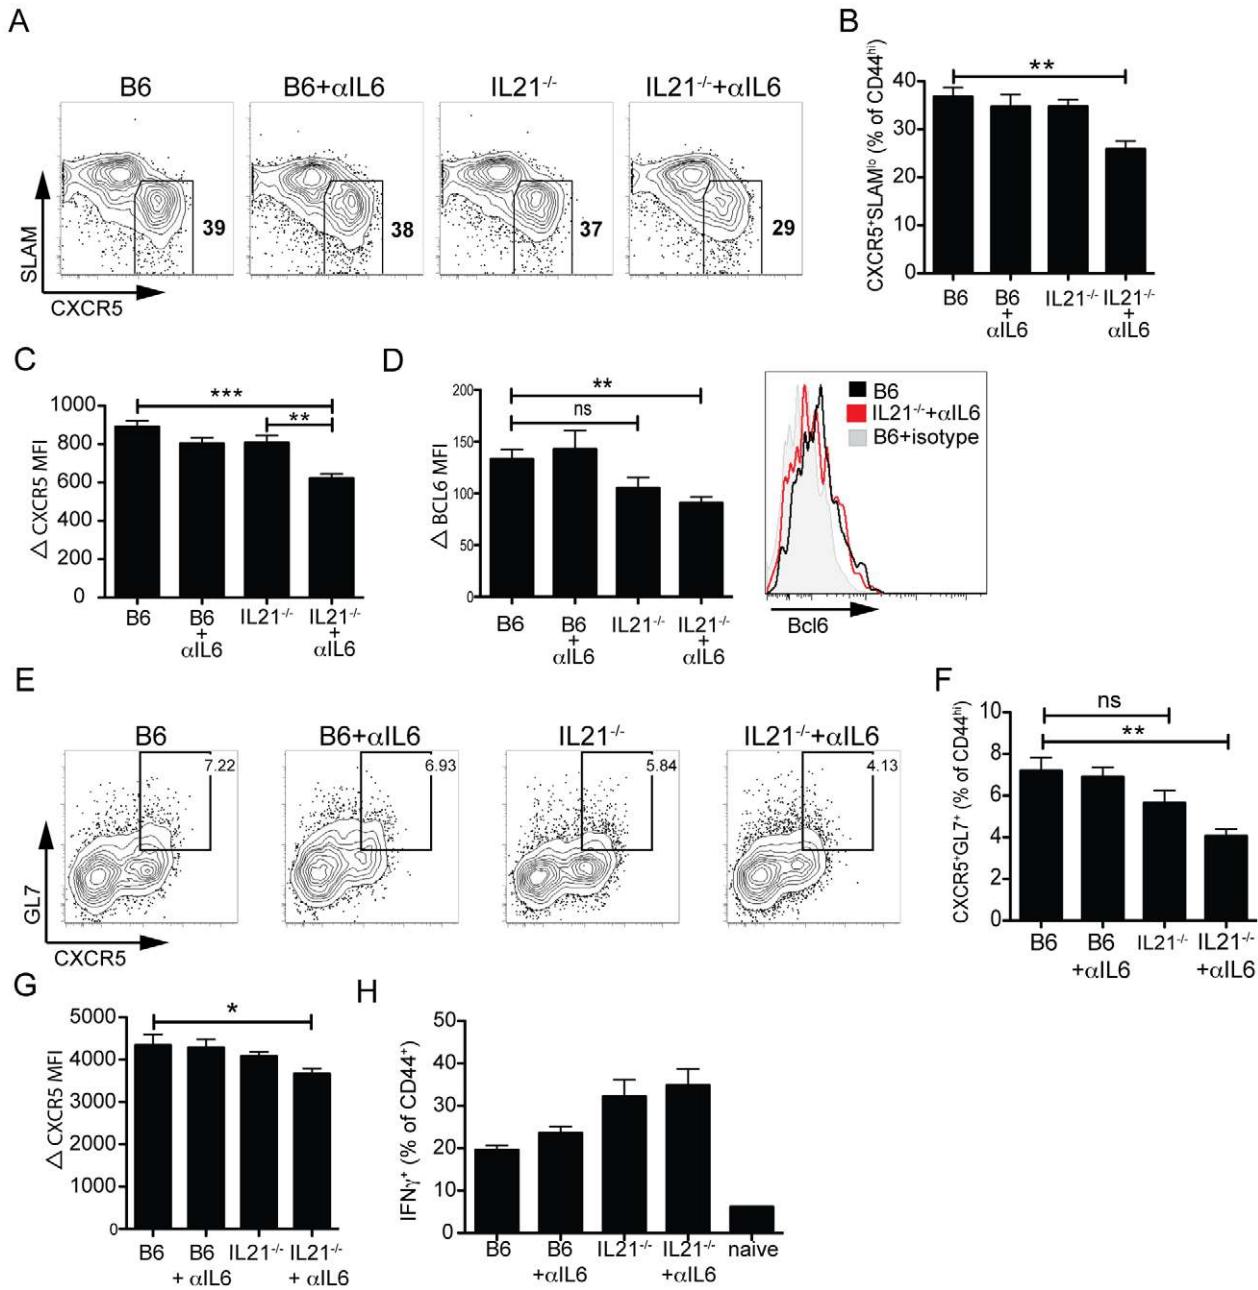 A
B6
B6+αIL6
IL21-/-
IL21-/-+αIL6
39
38
37
29
SLAM
CXCR5
B
CXCR5+SLAMlo (% of CD44hi)
40
30
20
10
0
**
B6
B6
+
αIL6
IL21-/-
IL21-/-
+
αIL6
C
△ CXCR5 MFI
1000
800
600
400
200
0
***
**
B6
B6
+
αIL6
IL21-/-
IL21-/-
+
αIL6
D
△ BCL6 MFI
200
150
100
50
0
**
ns
B6
B6
+
αIL6
IL21-/-
IL21-/-
+
αIL6
B6
IL21-/-+αIL6
B6+isotype
Bcl6
E
B6
B6+αIL6
IL21-/-
IL21-/-+αIL6
7.22
6.93
5.84
4.13
GL7
CXCR5
F
CXCR5+GL7+ (% of CD44hi)
10
8
6
4
2
0
ns
**
B6
B6
+αIL6
IL21-/-
IL21-/-
+αIL6
G
△ CXCR5 MFI
5000
4000
3000
2000
1000
0
*
B6
B6
+ αIL6
IL21-/-
IL21-/-
+ αIL6
H
IFNγ+ (% of CD44+)
50
40
30
20
10
0
B6
B6
+αIL6
IL21-/-
IL21-/-
+αIL6
naive